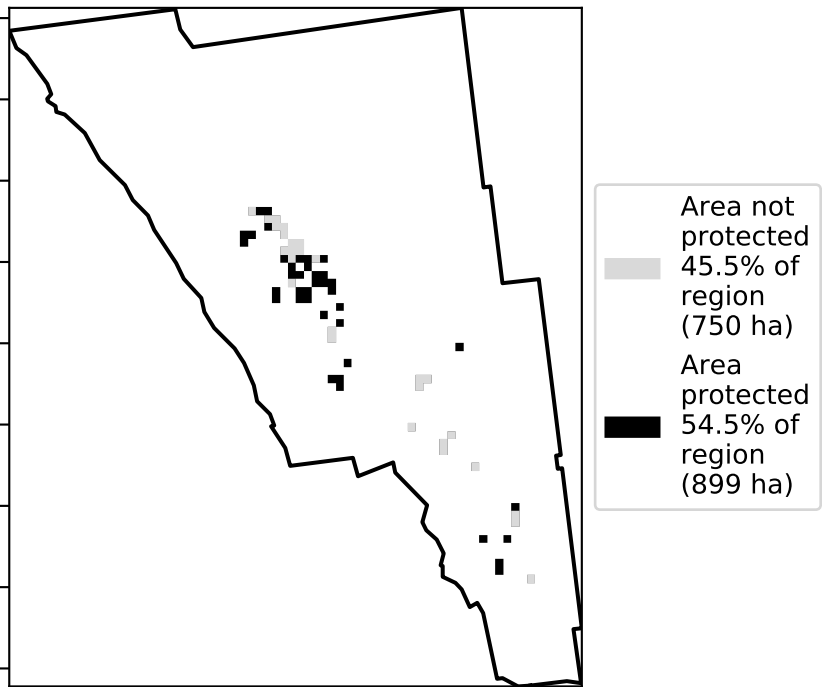 Area not
protected
45.5% of
region
(750 ha)
Area
protected
54.5% of
region
(899 ha)